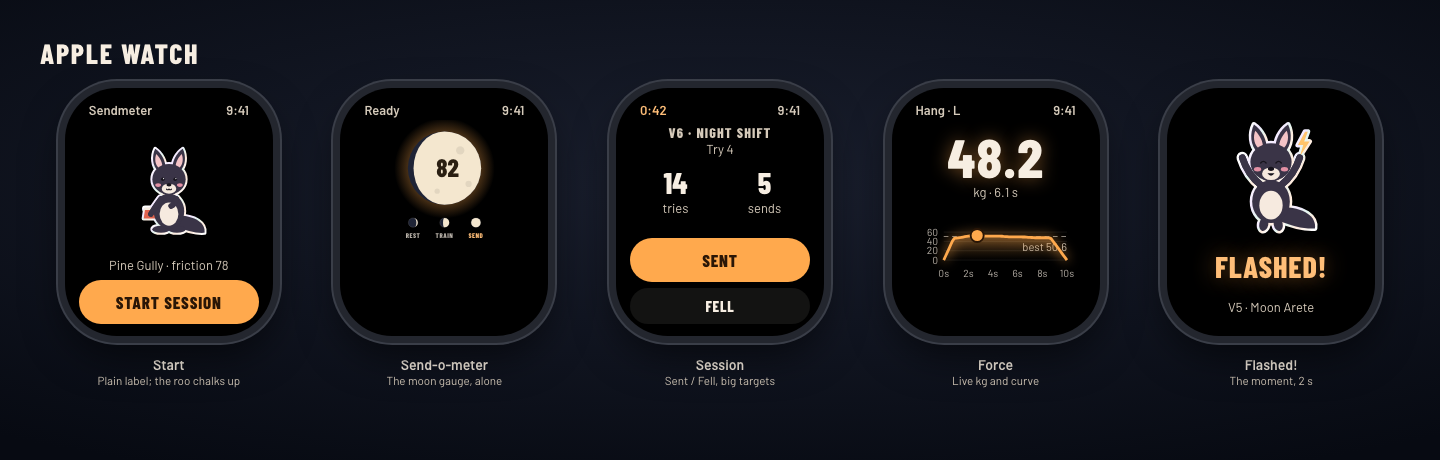 APPLE WATCH
Sendmeter 9:41
Pine Gully · friction 78
START SESSION
Start
Plain label; the roo chalks up
Ready 9:41
82
REST TRAIN SEND
Send-o-meter
The moon gauge, alone
0:42 9:41
V6 · NIGHT SHIFT
Try 4
14 5
tries sends
SENT
FELL
Session
Sent / Fell, big targets
Hang · L 9:41
48.2
kg · 6.1 s
60
40
20
0
best 50.6
0s 2s 4s 6s 8s 10s
Force
Live kg and curve
FLASHED!
V5 · Moon Arete
Flashed!
The moment, 2 s